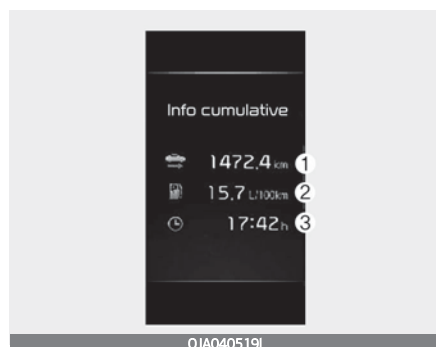 Info cumulative
1472.4 km 1
15.7 L/100km 2
17:42 h 3
OJA040519L